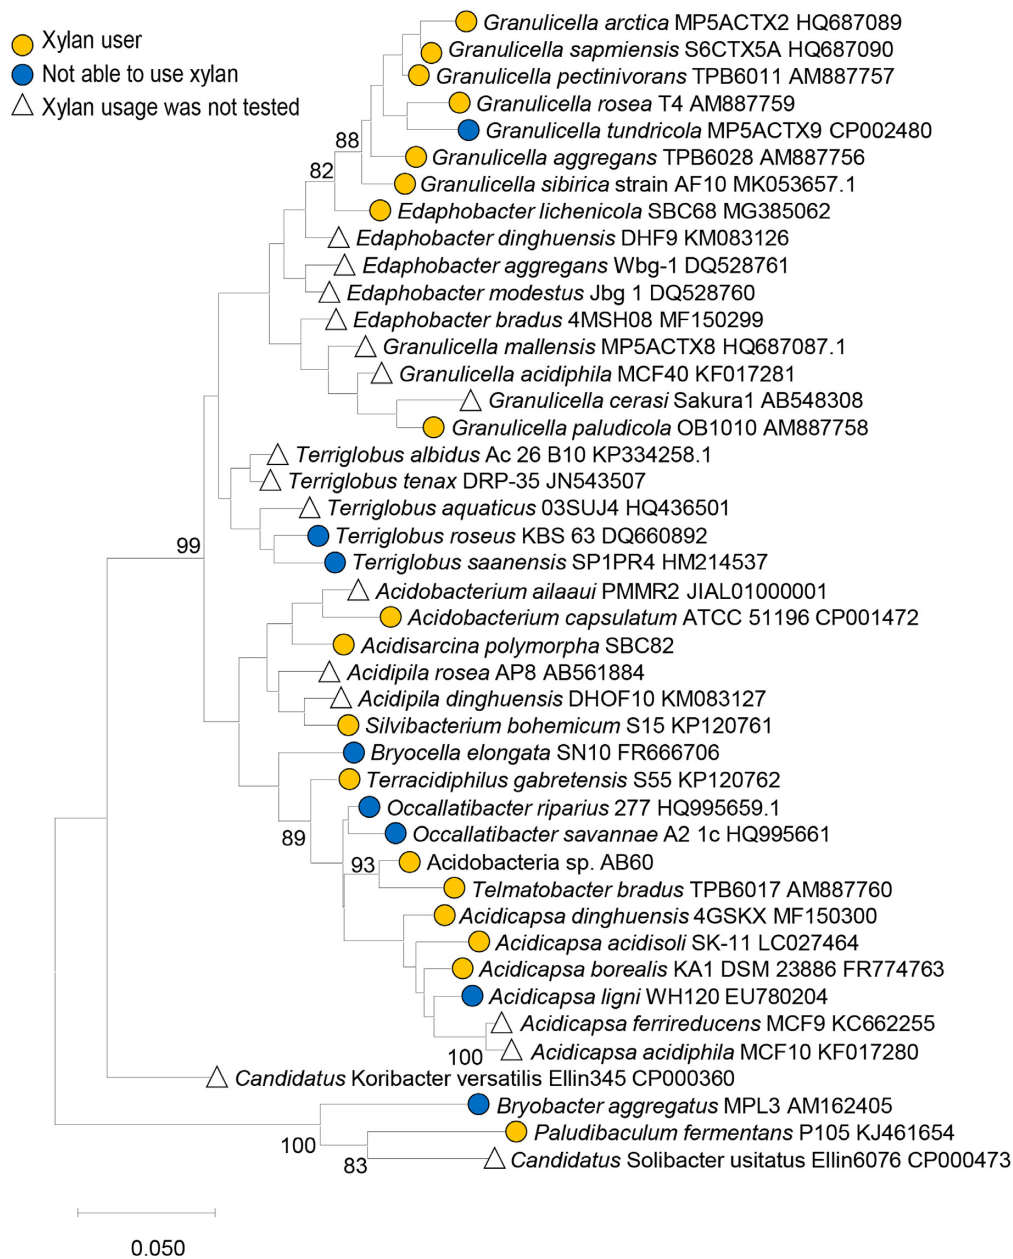 Xylan user
Not able to use xylan
Xylan usage was not tested
Granulicella arctica MP5ACTX2 HQ687089
Granulicella sapmiensis S6CTX5A HQ687090
Granulicella pectinivorans TPB6011 AM887757
Granulicella rosea T4 AM887759
Granulicella tundricola MP5ACTX9 CP002480
88
Granulicella aggregans TPB6028 AM887756
82
Granulicella sibirica strain AF10 MK053657.1
Edaphobacter lichenicola SBC68 MG385062
Edaphobacter dinghuensis DHF9 KM083126
Edaphobacter aggregans Wbg-1 DQ528761
Edaphobacter modestus Jbg 1 DQ528760
Edaphobacter bradus 4MSH08 MF150299
Granulicella mallensis MP5ACTX8 HQ687087.1
Granulicella acidiphila MCF40 KF017281
Granulicella cerasi Sakura1 AB548308
Granulicella paludicola OB1010 AM887758
Terriglobus albidus Ac 26 B10 KP334258.1
Terriglobus tenax DRP-35 JN543507
Terriglobus aquaticus 03SUJ4 HQ436501
Terriglobus roseus KBS 63 DQ660892
99
Terriglobus saanensis SP1PR4 HM214537
Acidobacterium ailaaui PMMR2 JIAL01000001
Acidobacterium capsulatum ATCC 51196 CP001472
Acidisarcina polymorpha SBC82
Acidipila rosea AP8 AB561884
Acidipila dinghuensis DHOF10 KM083127
Silvibacterium bohemicum S15 KP120761
Bryocella elongata SN10 FR666706
Terracidiphilus gabretensis S55 KP120762
Occallatibacter riparius 277 HQ995659.1
Occallatibacter savannae A2 1c HQ995661
89
93
Acidobacteria sp. AB60
Telmatobacter bradus TPB6017 AM887760
Acidicapsa dinghuensis 4GSKX MF150300
Acidicapsa acidisoli SK-11 LC027464
Acidicapsa borealis KA1 DSM 23886 FR774763
Acidicapsa ligni WH120 EU780204
Acidicapsa ferrireducens MCF9 KC662255
Acidicapsa acidiphila MCF10 KF017280
100
Candidatus Koribacter versatilis Ellin345 CP000360
Bryobacter aggregatus MPL3 AM162405
Paludibaculum fermentans P105 KJ461654
100
Candidatus Solibacter usitatus Ellin6076 CP000473
83
0.050